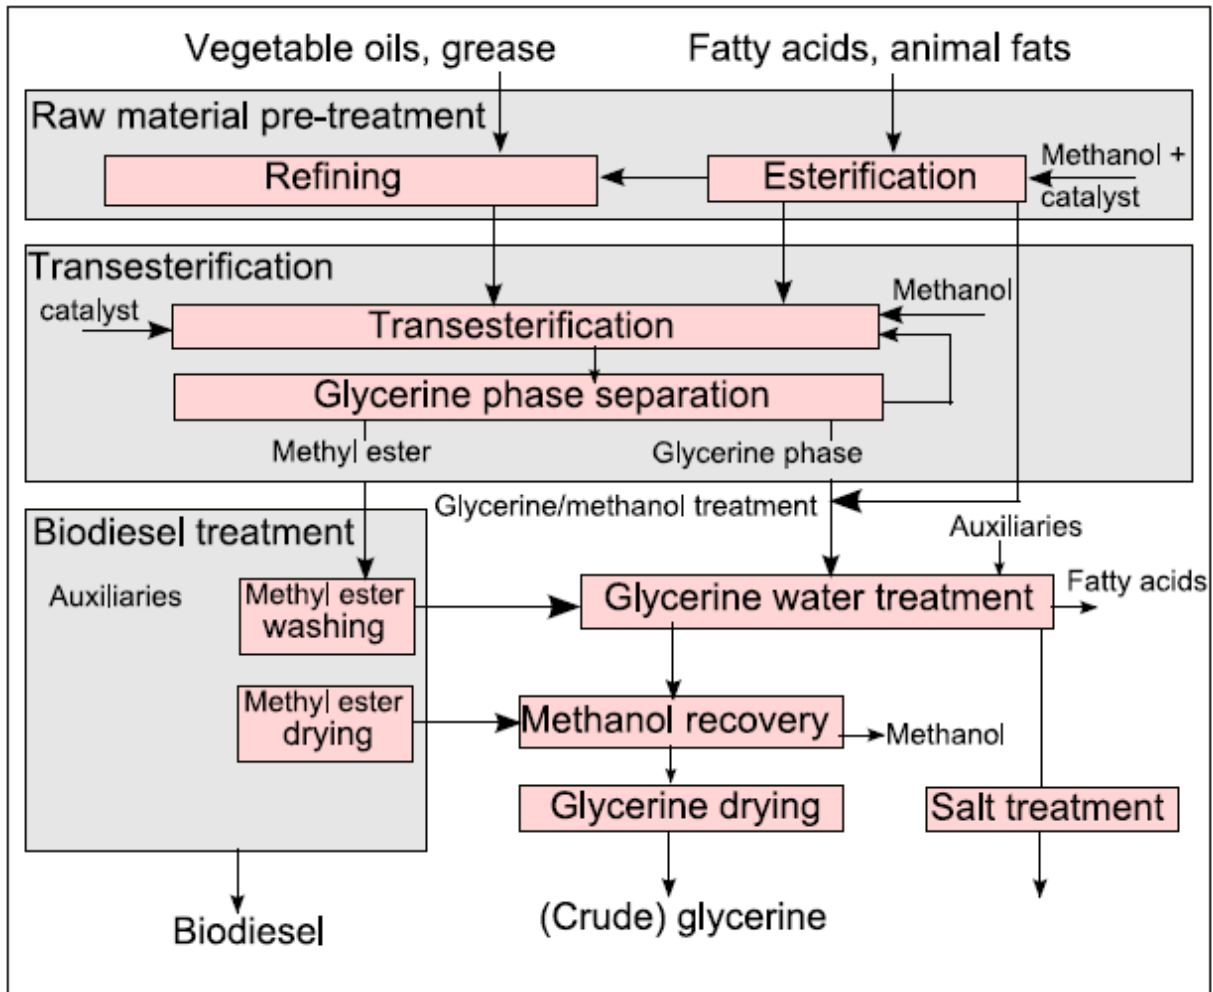 Vegetable oils, grease
Fatty acids, animal fats
Raw material pre-treatment
Refining
Esterification
Methanol +
catalyst
Transesterification
catalyst
Methanol
Transesterification
Glycerine phase separation
Methyl ester
Glycerine phase
Glycerine/methanol treatment
Auxiliaries
Biodiesel treatment
Auxiliaries
Methyl ester
washing
Glycerine water treatment
Fatty acids
Methyl ester
drying
Methanol recovery
Methanol
Glycerine drying
Salt treatment
Biodiesel
(Crude) glycerine